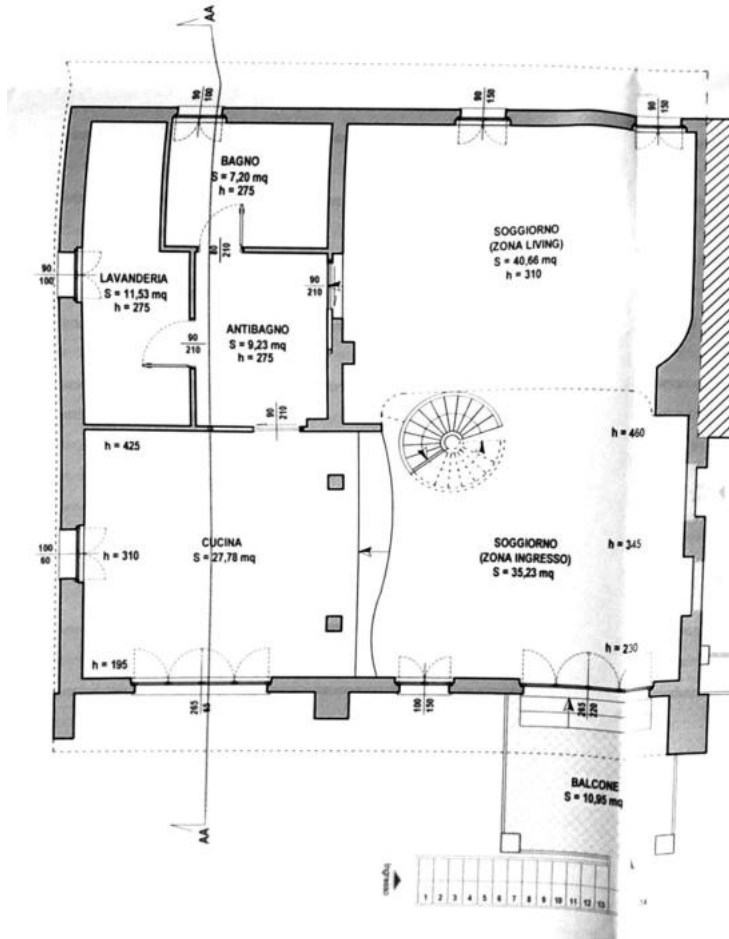 AA
90
100
90
150
90
150
BAGNO
S = 7,20 mq
h = 275
80
210
SOGGIORNO
(ZONA LIVING)
S = 40,66 mq
h = 310
90
100
LAVANDERIA
S = 11,53 mq
h = 275
90
210
90
210
ANTIBAGNO
S = 9,23 mq
h = 275
90
210
h = 425
h = 460
100
60
h = 310
CUCINA
S = 27,78 mq
SOGGIORNO
(ZONA INGRESSO)
S = 35,23 mq
h = 345
h = 195
h = 230
265
65
100
150
265
220
BALCONE
S = 10,95 mq
AA
Ingresso
1 2 3 4 5 6 7 8 9 10 11 12 13 14